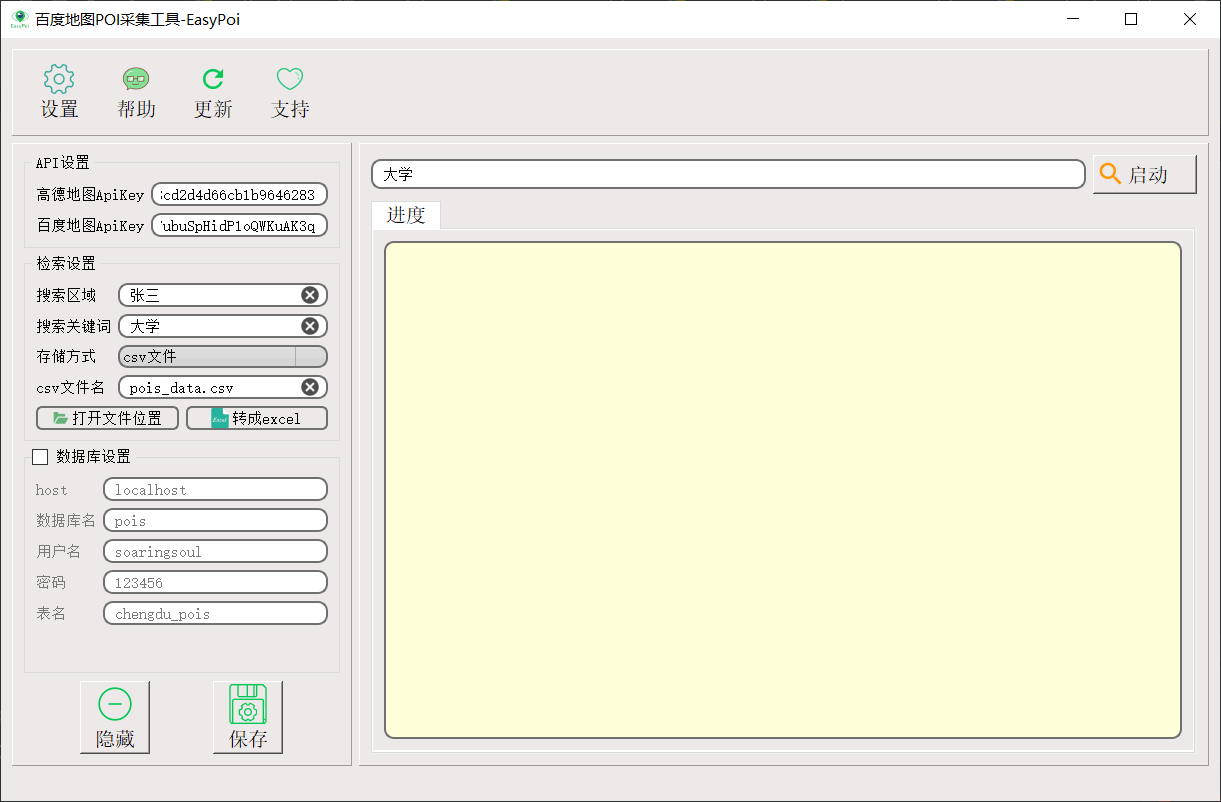 百度地图POI采集工具-EasyPoi
设置 帮助 更新 支持
API设置
高德地图ApiKey cd2d4d66cb1b9646283
百度地图ApiKey ubuSpHidP1oQWKuAK3q
检索设置
搜索区域 张三
搜索关键词 大学
存储方式 csv文件
csv文件名 pois_data.csv
打开文件位置 转成excel
数据库设置
host localhost
数据库名 pois
用户名 soaringsoul
密码 123456
表名 chengdu_pois
隐藏 保存
大学 启动
进度